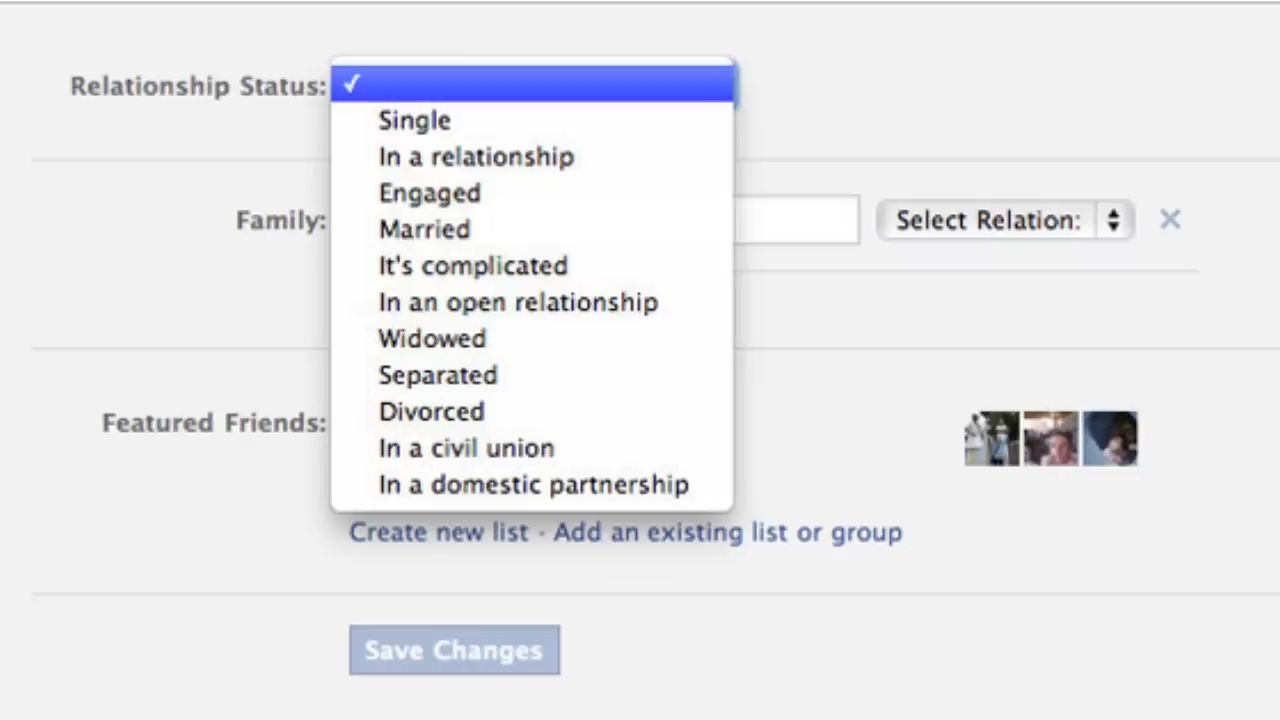 Relationship Status: ✓
Single
In a relationship
Engaged
Married
It's complicated
In an open relationship
Widowed
Separated
Divorced
In a civil union
In a domestic partnership
Family:
Select Relation:
Featured Friends:
Create new list · Add an existing list or group
Save Changes